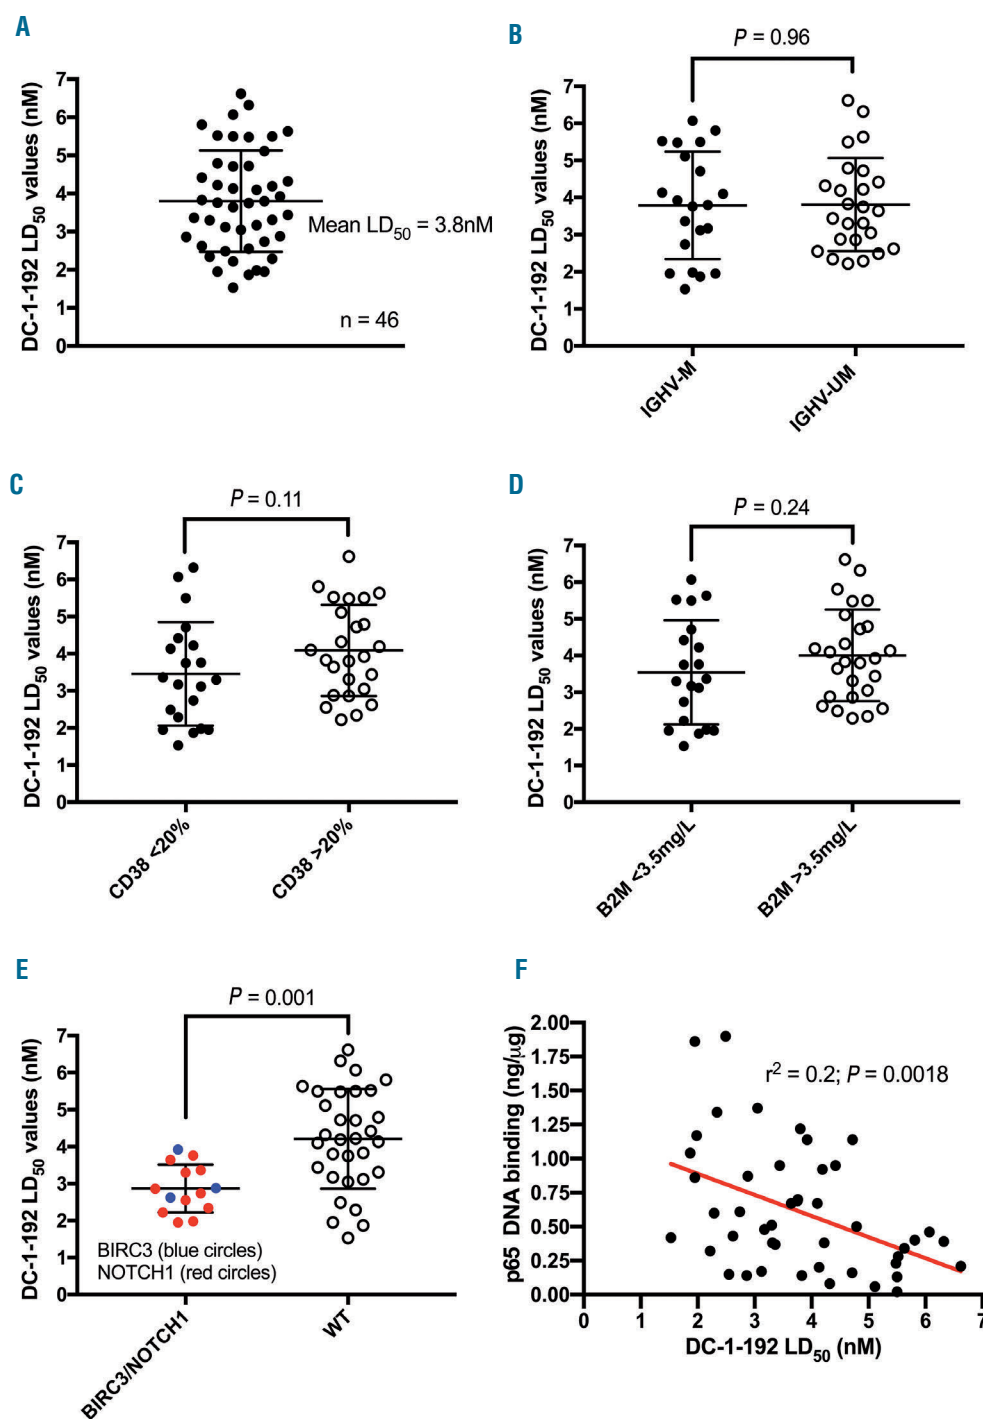 A
DC-1-192 LD50 values (nM)
7
6
5
4
3
2
1
0
Mean LD50 = 3.8nM
n = 46
B
P = 0.96
DC-1-192 LD50 values (nM)
7
6
5
4
3
2
1
0
IGHV-M
IGHV-UM
C
P = 0.11
DC-1-192 LD50 values (nM)
7
6
5
4
3
2
1
0
CD38 <20%
CD38 >20%
D
P = 0.24
DC-1-192 LD50 values (nM)
7
6
5
4
3
2
1
0
B2M <3.5mg/L
B2M >3.5mg/L
E
P = 0.001
DC-1-192 LD50 values (nM)
7
6
5
4
3
2
1
0
BIRC3 (blue circles)
NOTCH1 (red circles)
BIRC3/NOTCH1
WT
F
p65 DNA binding (ng/µg)
2.00
1.75
1.50
1.25
1.00
0.75
0.50
0.25
0.00
r² = 0.2; P = 0.0018
0 1 2 3 4 5 6 7
DC-1-192 LD50 (nM)